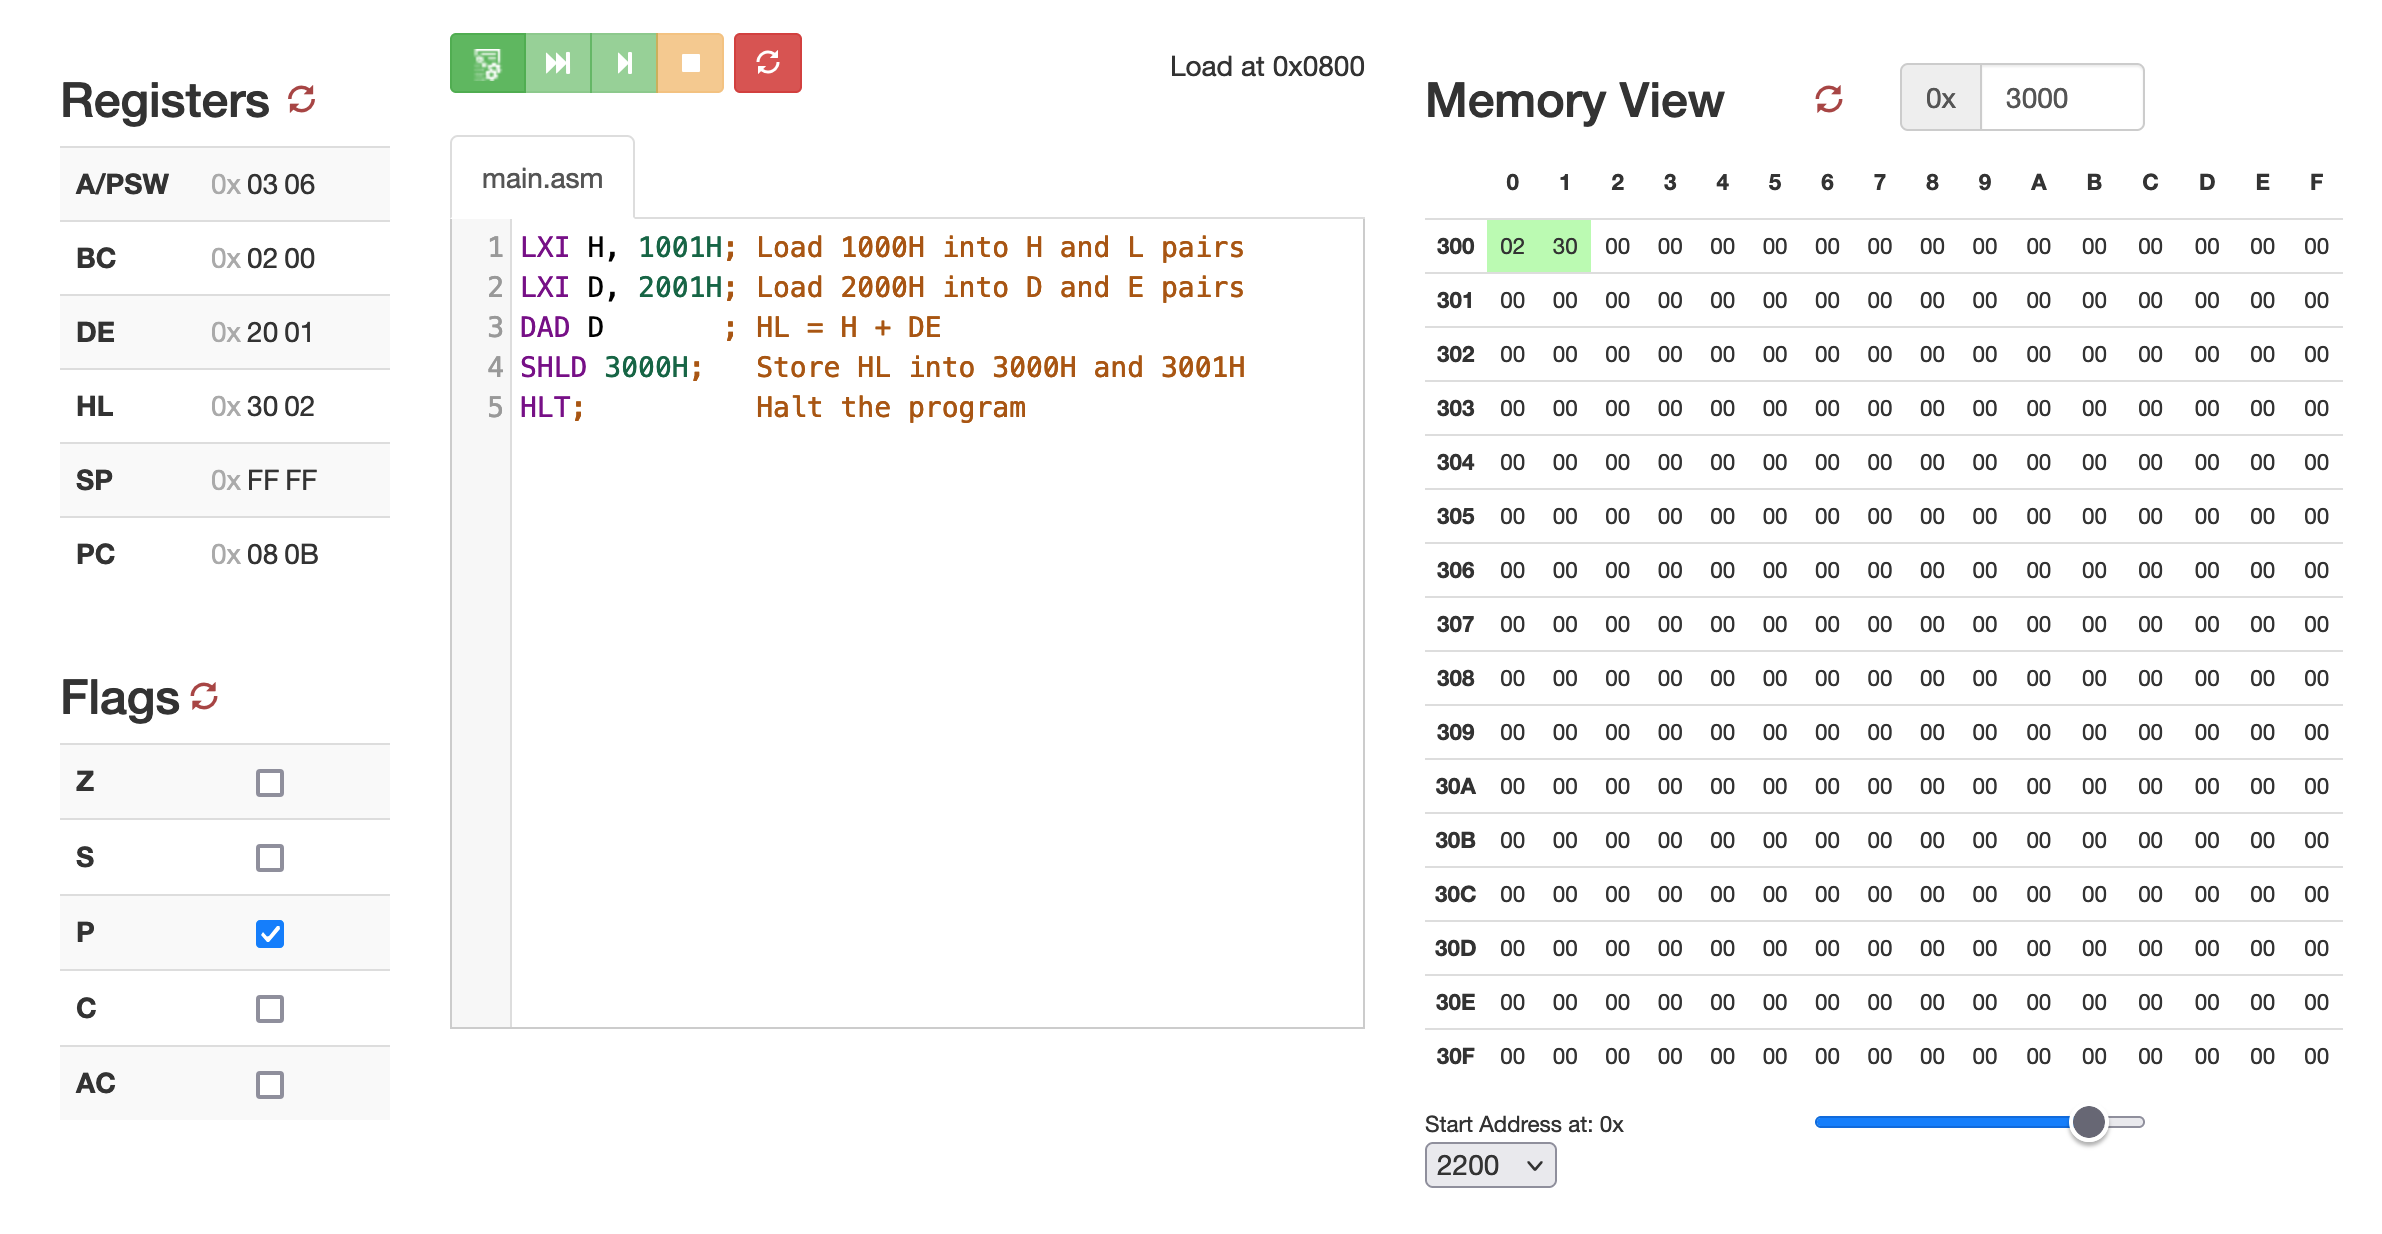 Registers
A/PSW 0x 03 06
BC 0x 02 00
DE 0x 20 01
HL 0x 30 02
SP 0x FF FF
PC 0x 08 0B
Flags
Z
S
P
C
AC
Load at 0x0800
main.asm
1 LXI H, 1001H; Load 1000H into H and L pairs
2 LXI D, 2001H; Load 2000H into D and E pairs
3 DAD D ; HL = H + DE
4 SHLD 3000H; Store HL into 3000H and 3001H
5 HLT; Halt the program
Memory View 0x 3000
0 1 2 3 4 5 6 7 8 9 A B C D E F
300 02 30 00 00 00 00 00 00 00 00 00 00 00 00 00 00
301 00 00 00 00 00 00 00 00 00 00 00 00 00 00 00 00
302 00 00 00 00 00 00 00 00 00 00 00 00 00 00 00 00
303 00 00 00 00 00 00 00 00 00 00 00 00 00 00 00 00
304 00 00 00 00 00 00 00 00 00 00 00 00 00 00 00 00
305 00 00 00 00 00 00 00 00 00 00 00 00 00 00 00 00
306 00 00 00 00 00 00 00 00 00 00 00 00 00 00 00 00
307 00 00 00 00 00 00 00 00 00 00 00 00 00 00 00 00
308 00 00 00 00 00 00 00 00 00 00 00 00 00 00 00 00
309 00 00 00 00 00 00 00 00 00 00 00 00 00 00 00 00
30A 00 00 00 00 00 00 00 00 00 00 00 00 00 00 00 00
30B 00 00 00 00 00 00 00 00 00 00 00 00 00 00 00 00
30C 00 00 00 00 00 00 00 00 00 00 00 00 00 00 00 00
30D 00 00 00 00 00 00 00 00 00 00 00 00 00 00 00 00
30E 00 00 00 00 00 00 00 00 00 00 00 00 00 00 00 00
30F 00 00 00 00 00 00 00 00 00 00 00 00 00 00 00 00
Start Address at: 0x
2200